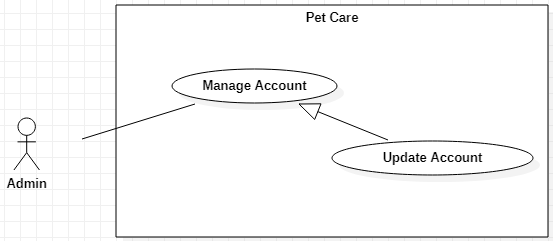 Pet Care
Manage Account
Update Account
Admin